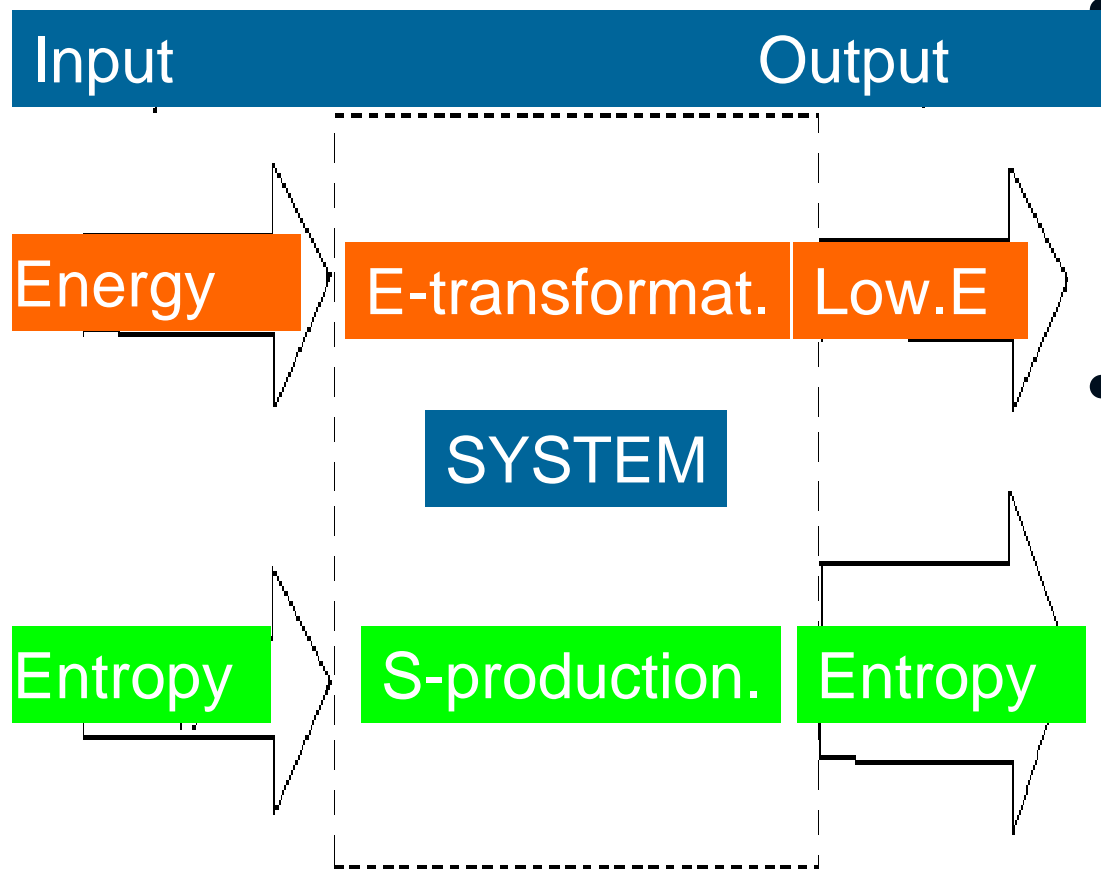 Input Output
Energy E-transformat. Low.E
SYSTEM
Entropy S-production. Entropy